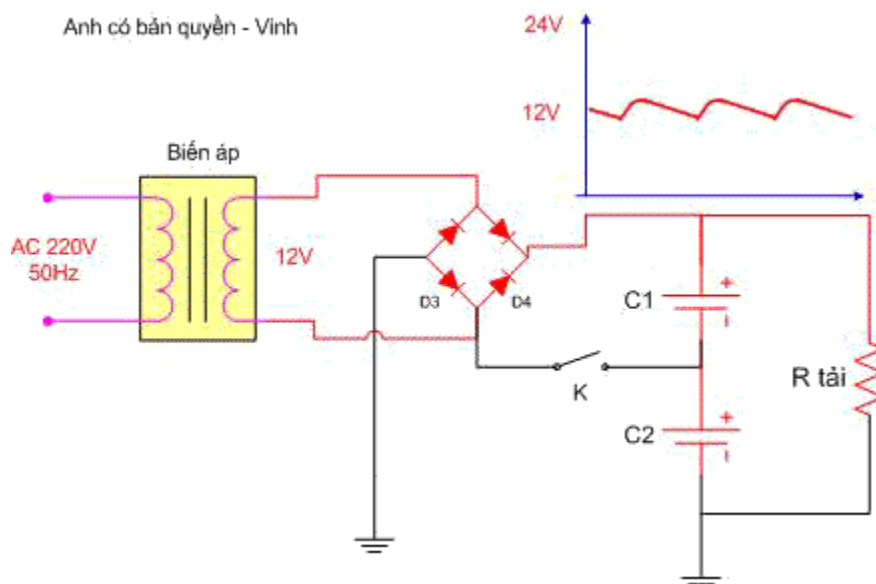 Anh có bản quyền - Vinh
24V
12V
Biến áp
AC 220V
50Hz
12V
D3
D4
C1
+
K
R tải
C2
+